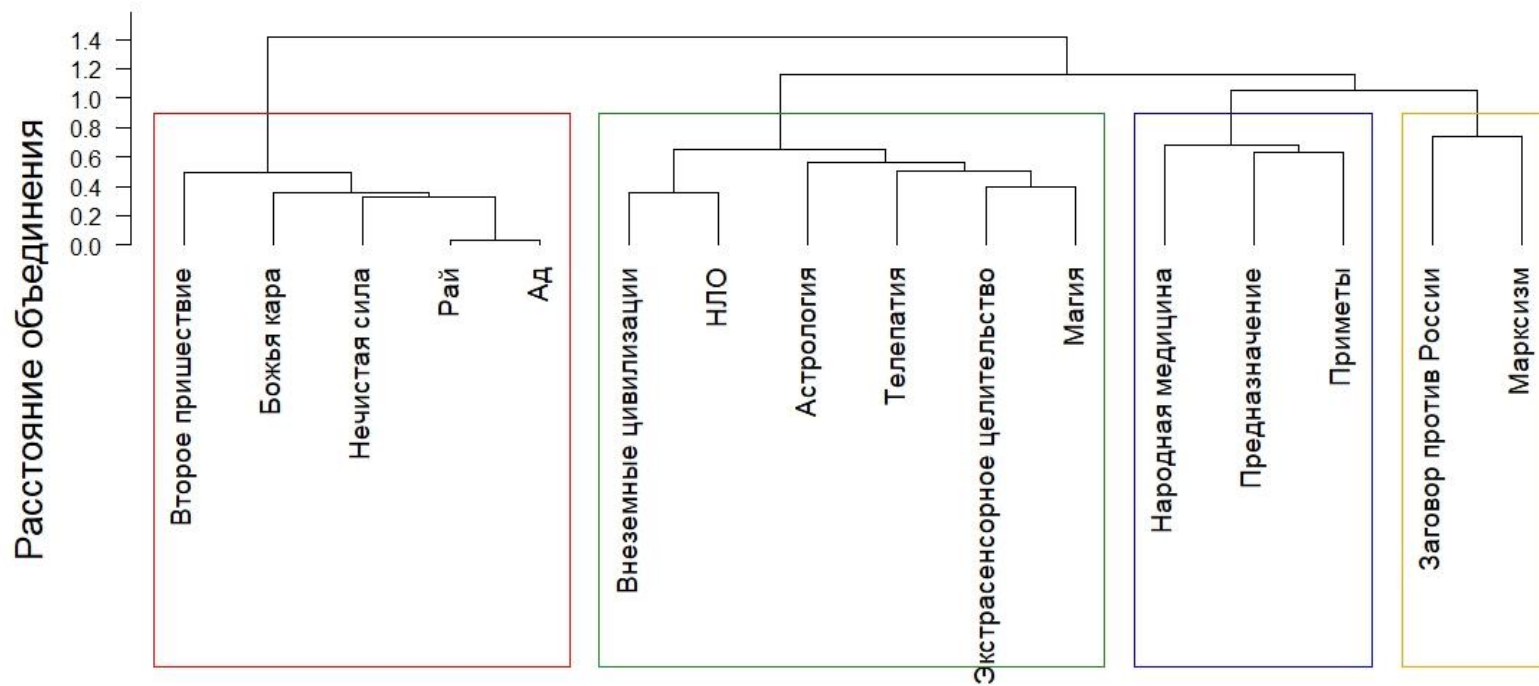 Расстояние объединения
1.4
1.2
1.0
0.8
0.6
0.4
0.2
0.0
Второе пришествие
Божья кара
Нечистая сила
Рай
Ад
Внеземные цивилизации
НЛО
Астрология
Телепатия
Экстрасенсорное целительство
Магия
Народная медицина
Предназначение
Приметы
Заговор против России
Марксизм